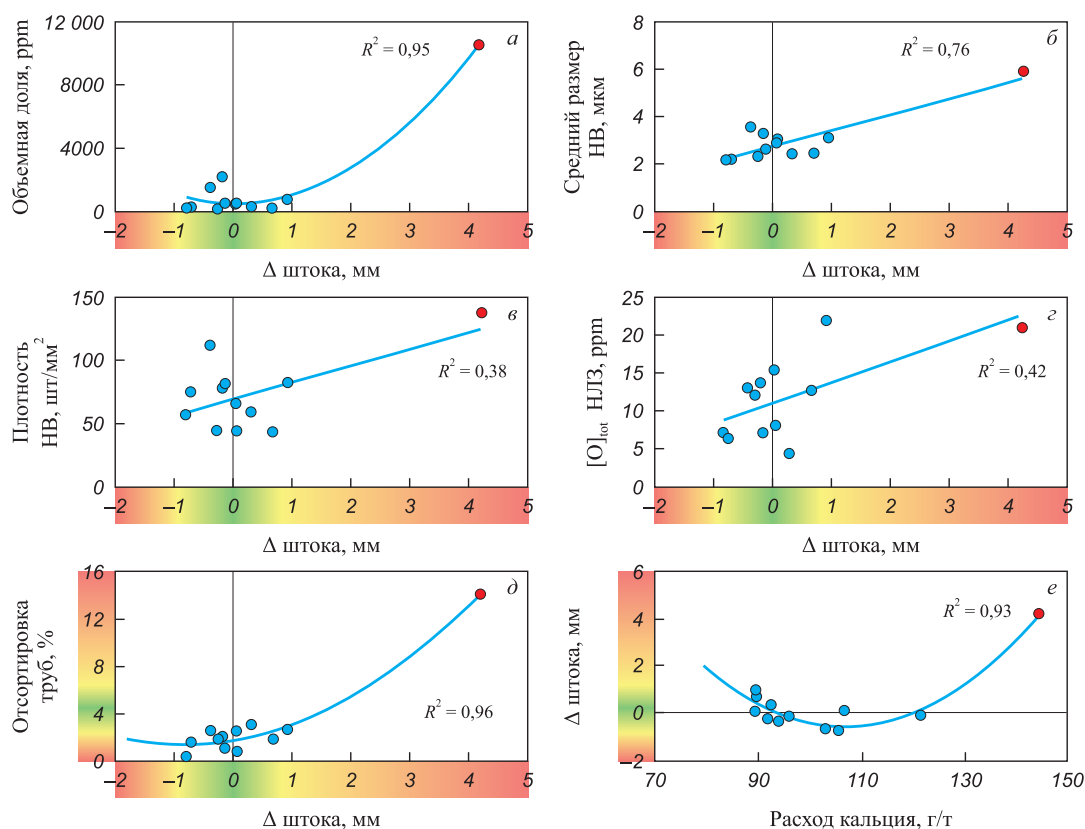 Объемная доля, ppm
12 000
8000
4000
0
а
R² = 0,95
–2 –1 0 1 2 3 4 5
Δ штока, мм
Средний размер
НВ, мкм
8
6
4
2
0
б
R² = 0,76
–2 –1 0 1 2 3 4 5
Δ штока, мм
Плотность
НВ, шт/мм²
150
100
50
0
в
R² = 0,38
–2 –1 0 1 2 3 4 5
Δ штока, мм
[O]tot НЛЗ, ppm
25
20
15
10
5
0
г
R² = 0,42
–2 –1 0 1 2 3 4 5
Δ штока, мм
Отсортировка
труб, %
16
12
8
4
0
д
R² = 0,96
–2 –1 0 1 2 3 4 5
Δ штока, мм
Δ штока, мм
6
4
2
0
–2
е
R² = 0,93
70 90 110 130 150
Расход кальция, г/т